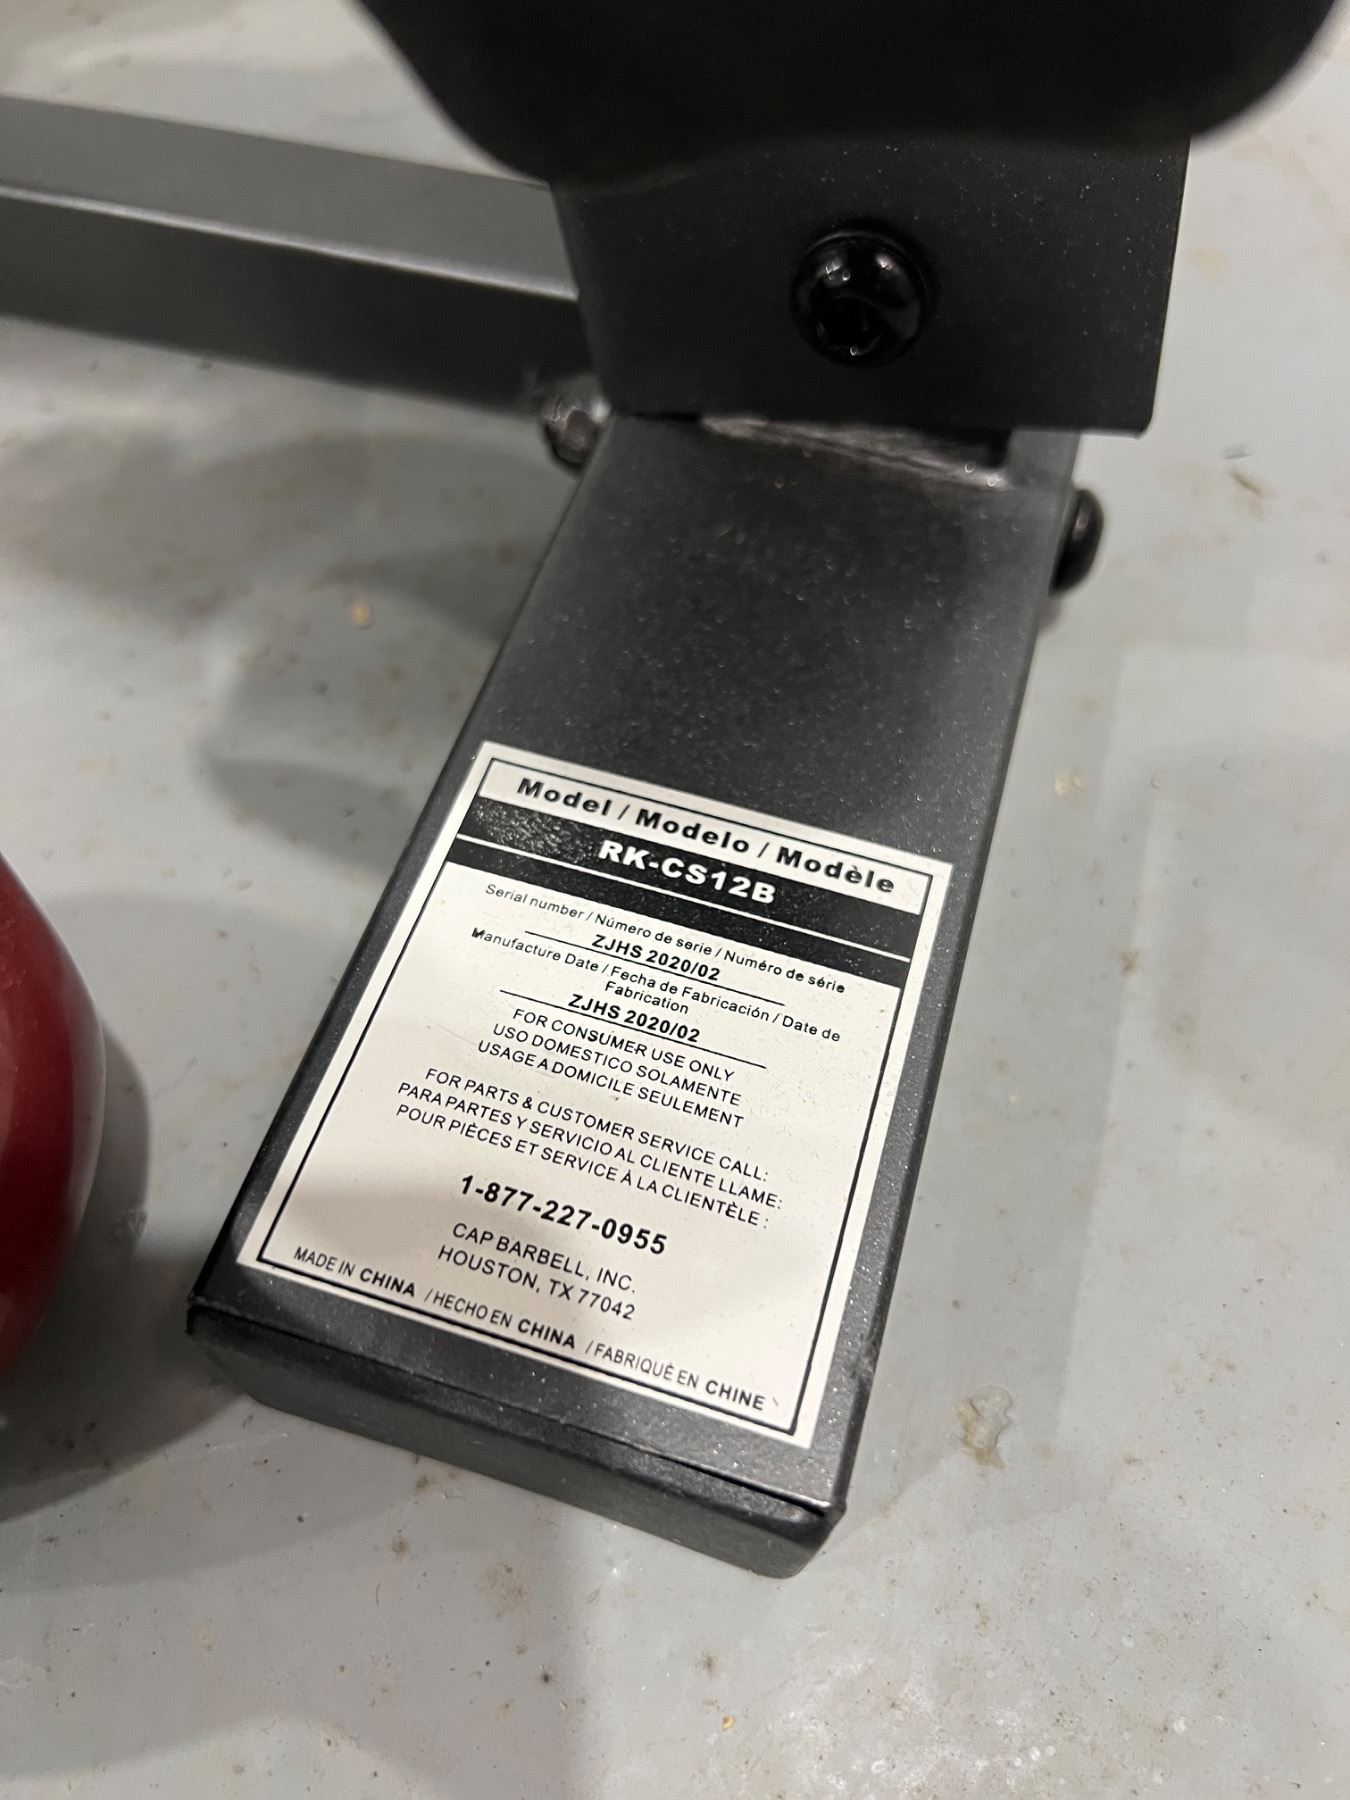 Model / Modelo / Modèle
RK-CS12B
Serial number / Número de serie / Numéro de série
ZJHS 2020/02
Manufacture Date / Fecha de Fabricación / Date de
Fabrication
ZJHS 2020/02
FOR CONSUMER USE ONLY
USO DOMESTICO SOLAMENTE
USAGE A DOMICILE SEULEMENT
FOR PARTS & CUSTOMER SERVICE CALL:
PARA PARTES Y SERVICIO AL CLIENTE LLAME:
POUR PIÈCES ET SERVICE À LA CLIENTÈLE :
1-877-227-0955
CAP BARBELL, INC.
HOUSTON, TX 77042
MADE IN CHINA / HECHO EN CHINA / FABRIQUÈ EN CHINE